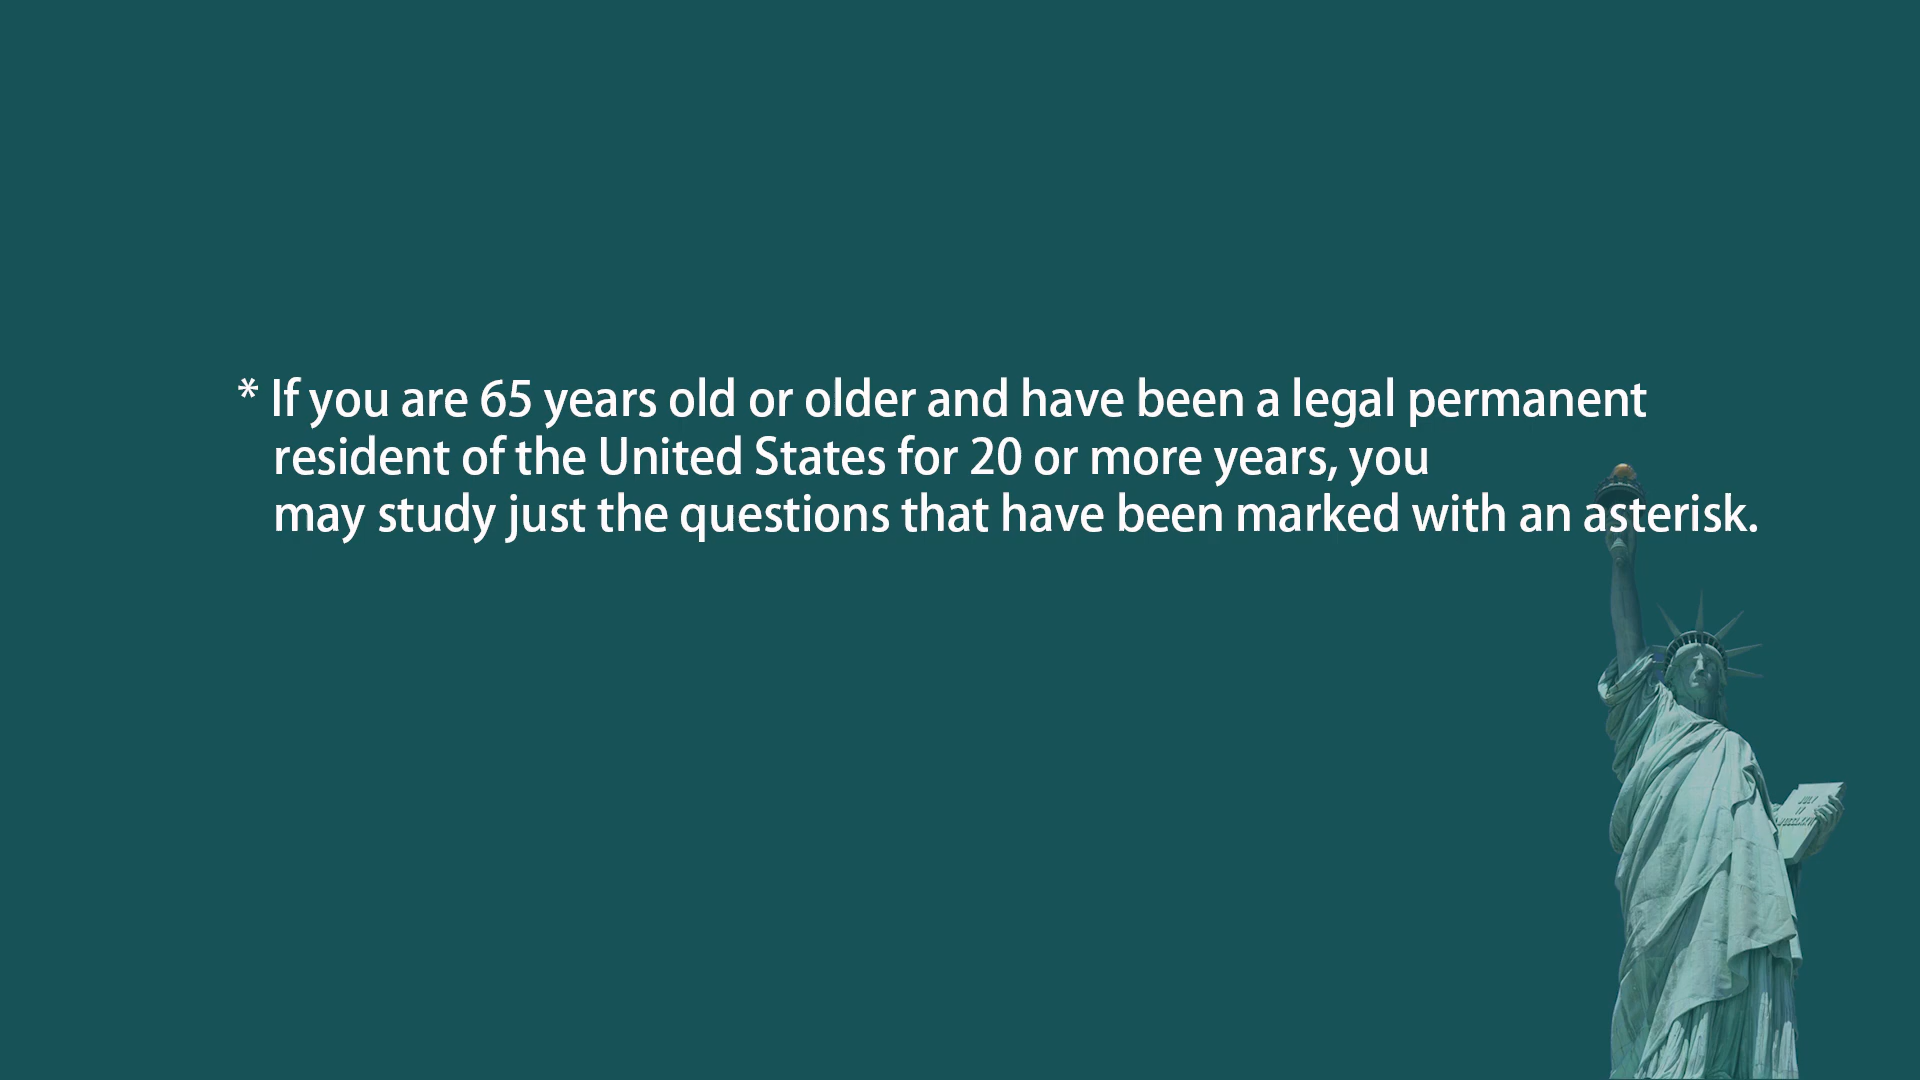 * If you are 65 years old or older and have been a legal permanent
resident of the United States for 20 or more years, you
may study just the questions that have been marked with an asterisk.
JULY